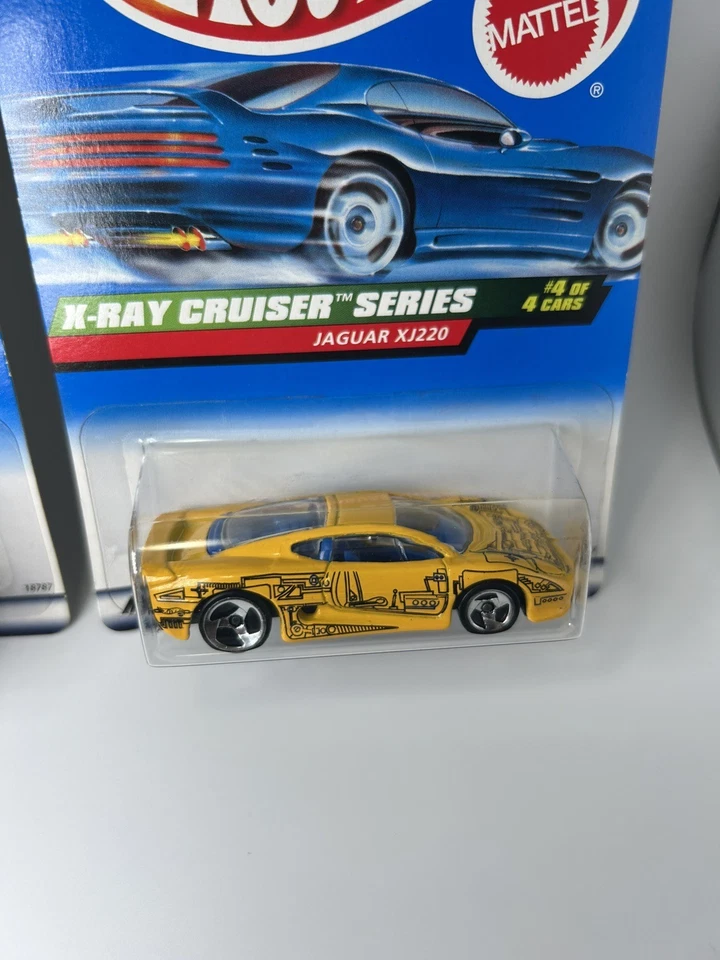 MATTEL
®
X-RAY CRUISER™ SERIES
#4 OF
4 CARS
JAGUAR XJ220
18787